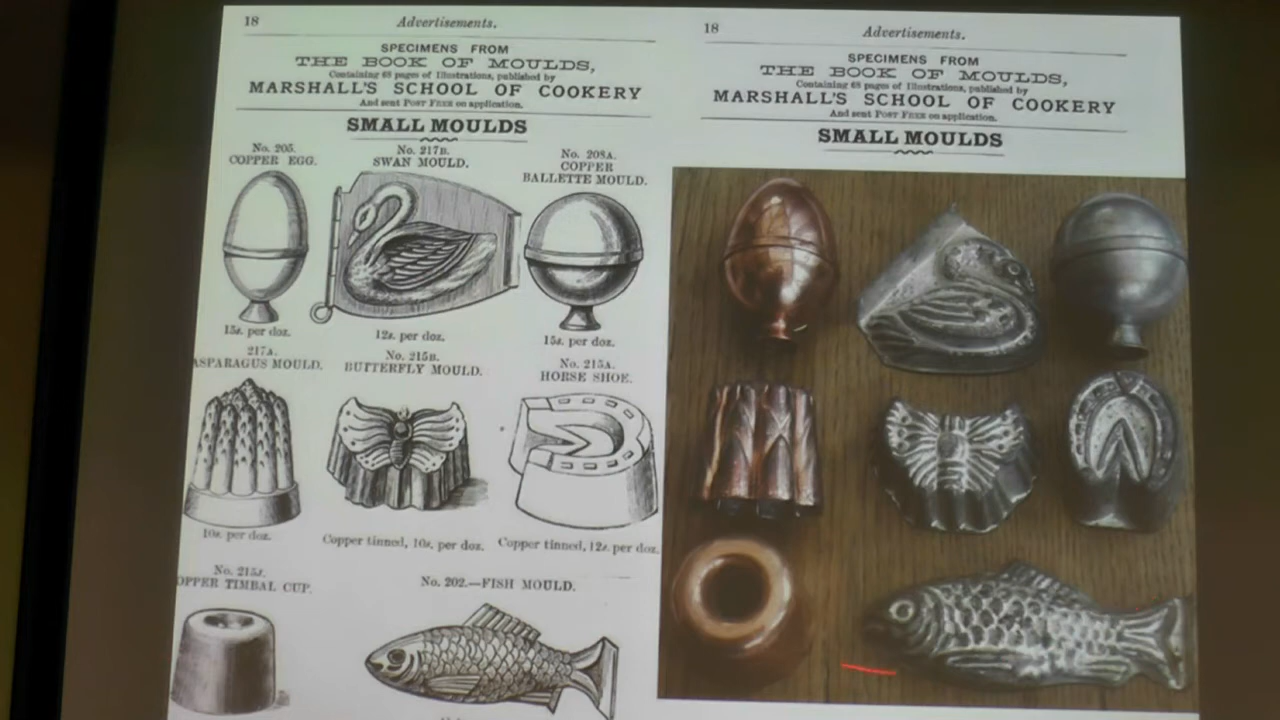 18
Advertisements.
SPECIMENS FROM
THE BOOK OF MOULDS,
Containing 68 pages of Illustrations, published by
MARSHALL'S SCHOOL OF COOKERY
And sent POST FREE on application.
SMALL MOULDS
No. 205.
COPPER EGG.
No. 217B.
SWAN MOULD.
No. 208A.
COPPER
BALLETTE MOULD.
15s. per doz.
12s. per doz.
15s. per doz.
217A.
ASPARAGUS MOULD.
No. 215B.
BUTTERFLY MOULD.
No. 215A.
HORSE SHOE.
10s. per doz.
Copper tinned, 10s. per doz.
Copper tinned, 12s. per doz.
OPPER TIMBAL CUP.
No. 202.—FISH MOULD.
18
Advertisements.
SPECIMENS FROM
THE BOOK OF MOULDS,
Containing 68 pages of Illustrations, published by
MARSHALL'S SCHOOL OF COOKERY
And sent POST FREE on application.
SMALL MOULDS